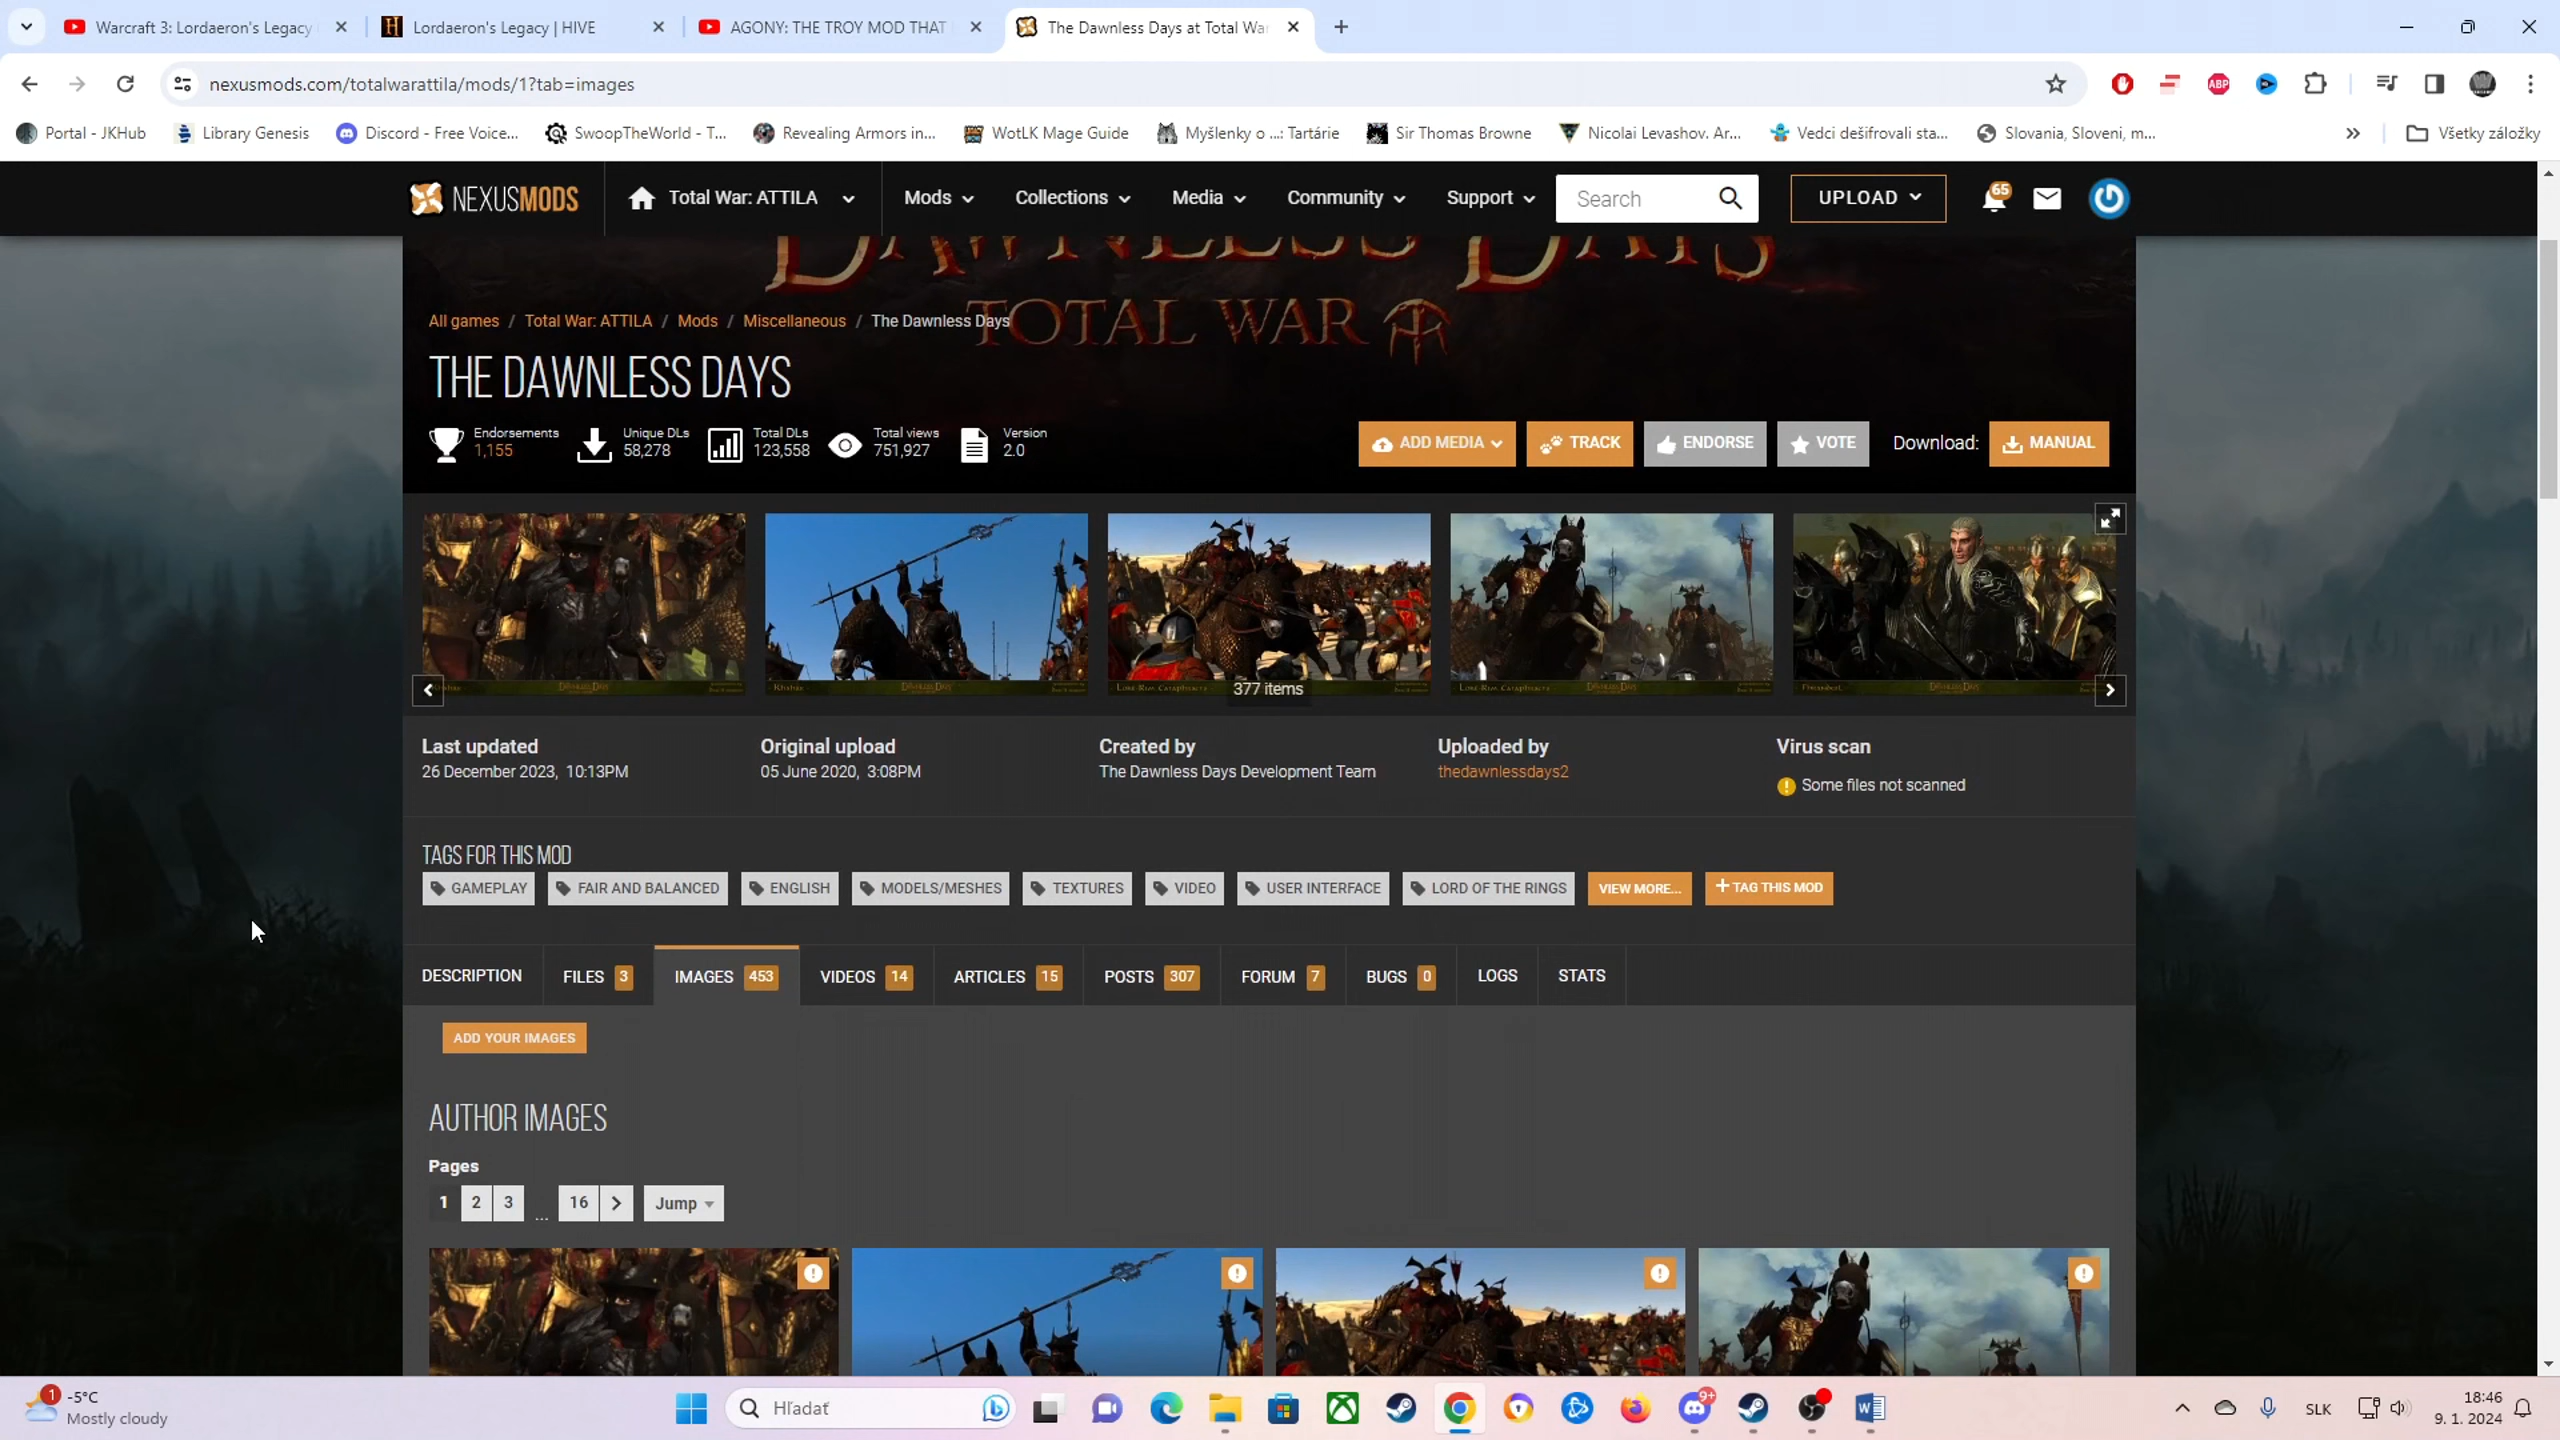 Warcraft 3: Lordaeron's Legacy
Lordaeron's Legacy | HIVE
AGONY: THE TROY MOD THAT
The Dawnless Days at Total War
nexusmods.com/totalwarattila/mods/1?tab=images
Portal - JKHub
Library Genesis
Discord - Free Voice...
SwoopTheWorld - T...
Revealing Armors in...
WotLK Mage Guide
Myšlenky o ...: Tartárie
Sir Thomas Browne
Nicolai Levashov. Ar...
Vedci dešifrovali sta...
Slovania, Sloveni, m...
Všetky záložky
NEXUSMODS
Total War: ATTILA
Mods
Collections
Media
Community
Support
Search
UPLOAD
65
DAWNLESS DAYS
TOTAL WAR
All games / Total War: ATTILA / Mods / Miscellaneous / The Dawnless Days
THE DAWNLESS DAYS
Endorsements
1,155
Unique DLs
58,278
Total DLs
123,558
Total views
751,927
Version
2.0
ADD MEDIA
TRACK
ENDORSE
VOTE
Download:
MANUAL
377 items
Last updated
26 December 2023, 10:13PM
Original upload
05 June 2020, 3:08PM
Created by
The Dawnless Days Development Team
Uploaded by
thedawnlessdays2
Virus scan
Some files not scanned
TAGS FOR THIS MOD
GAMEPLAY
FAIR AND BALANCED
ENGLISH
MODELS/MESHES
TEXTURES
VIDEO
USER INTERFACE
LORD OF THE RINGS
VIEW MORE...
+ TAG THIS MOD
DESCRIPTION
FILES 3
IMAGES 453
VIDEOS 14
ARTICLES 15
POSTS 307
FORUM 7
BUGS 0
LOGS
STATS
ADD YOUR IMAGES
AUTHOR IMAGES
Pages
1 2 3 ... 16 > Jump
1
-5°C
Mostly cloudy
Hľadať
9+
SLK
18:46
9. 1. 2024